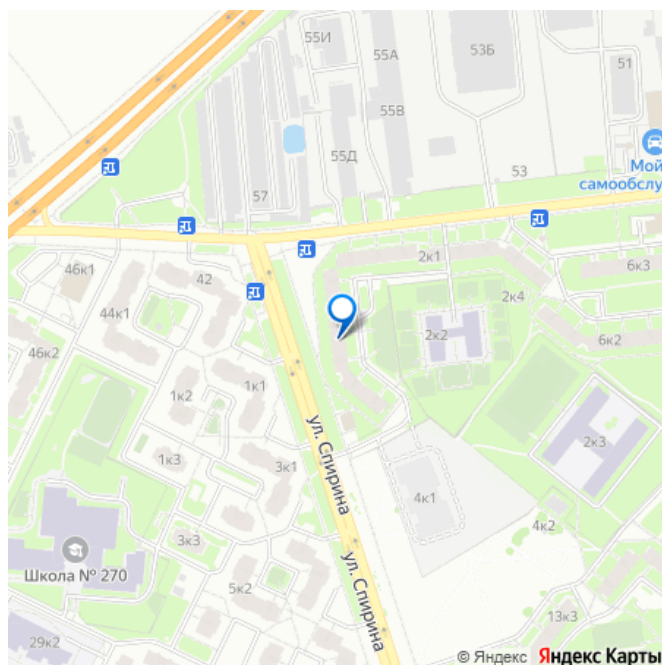 55И
55А
53Б
51
55В
55Д
Мой
самообслу
53
57
2к1
46к1
42
6к3
2к4
44к1
2к2
6к2
46к2
1к1
1к2
2к3
1к3
ул. Спирина
3к1
4к1
4к2
3к3
Школа № 270
ул. Спирина
5к2
13к3
29к2
© Яндекс Яндекс Карты